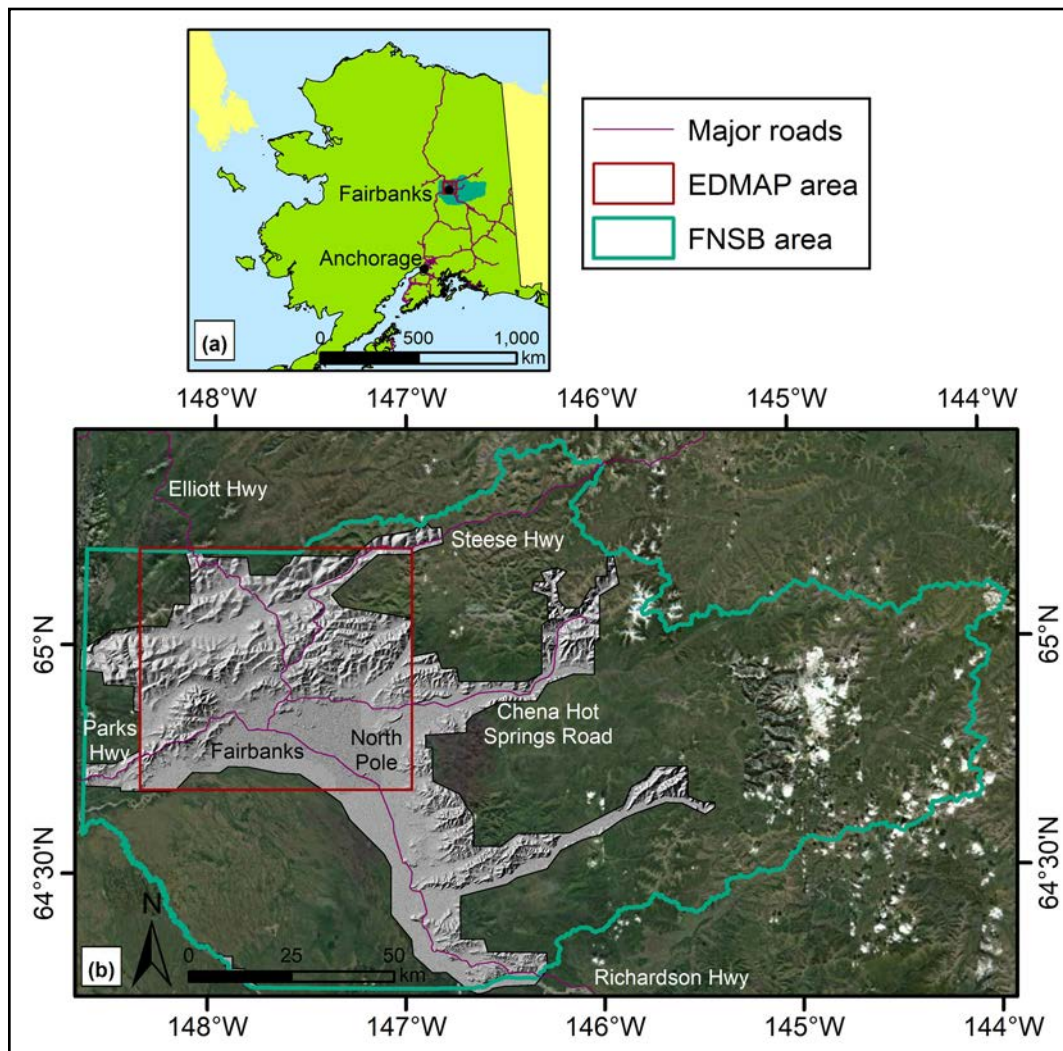 Fairbanks
Anchorage
(a)
0 500 1,000
km
Major roads
EDMAP area
FNSB area
148°W 147°W 146°W 145°W 144°W
Elliott Hwy
Steese Hwy
65°N
65°N
Parks
Hwy
Fairbanks
North
Pole
Chena Hot
Springs Road
64°30'N
64°30'N
N
(b)
0 25 50
km
Richardson Hwy
148°W 147°W 146°W 145°W 144°W